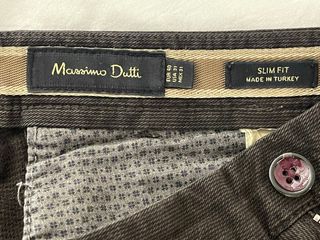 Massimo Dutti
EUR 40
USA 31
MEX 31
SLIM FIT
MADE IN TURKEY